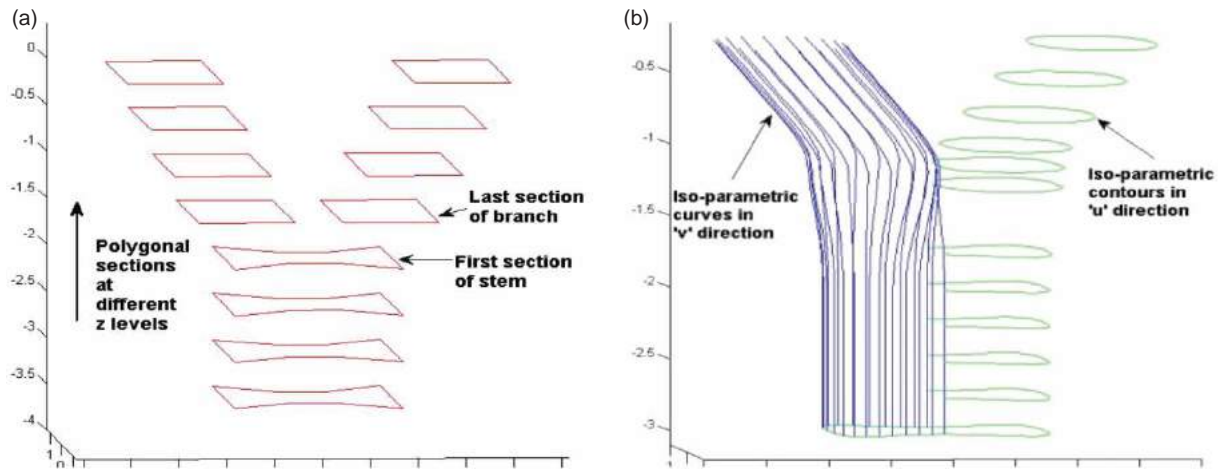 (a)
0
-0.5
-1
-1.5
-2
-2.5
-3
-3.5
-4
1
0
Last section
of branch
First section
of stem
Polygonal
sections
at
different
z levels
(b)
0
-0.5
-1
-1.5
-2
-2.5
-3
1
Iso-parametric
curves in
'v' direction
Iso-parametric
contours in
'u' direction